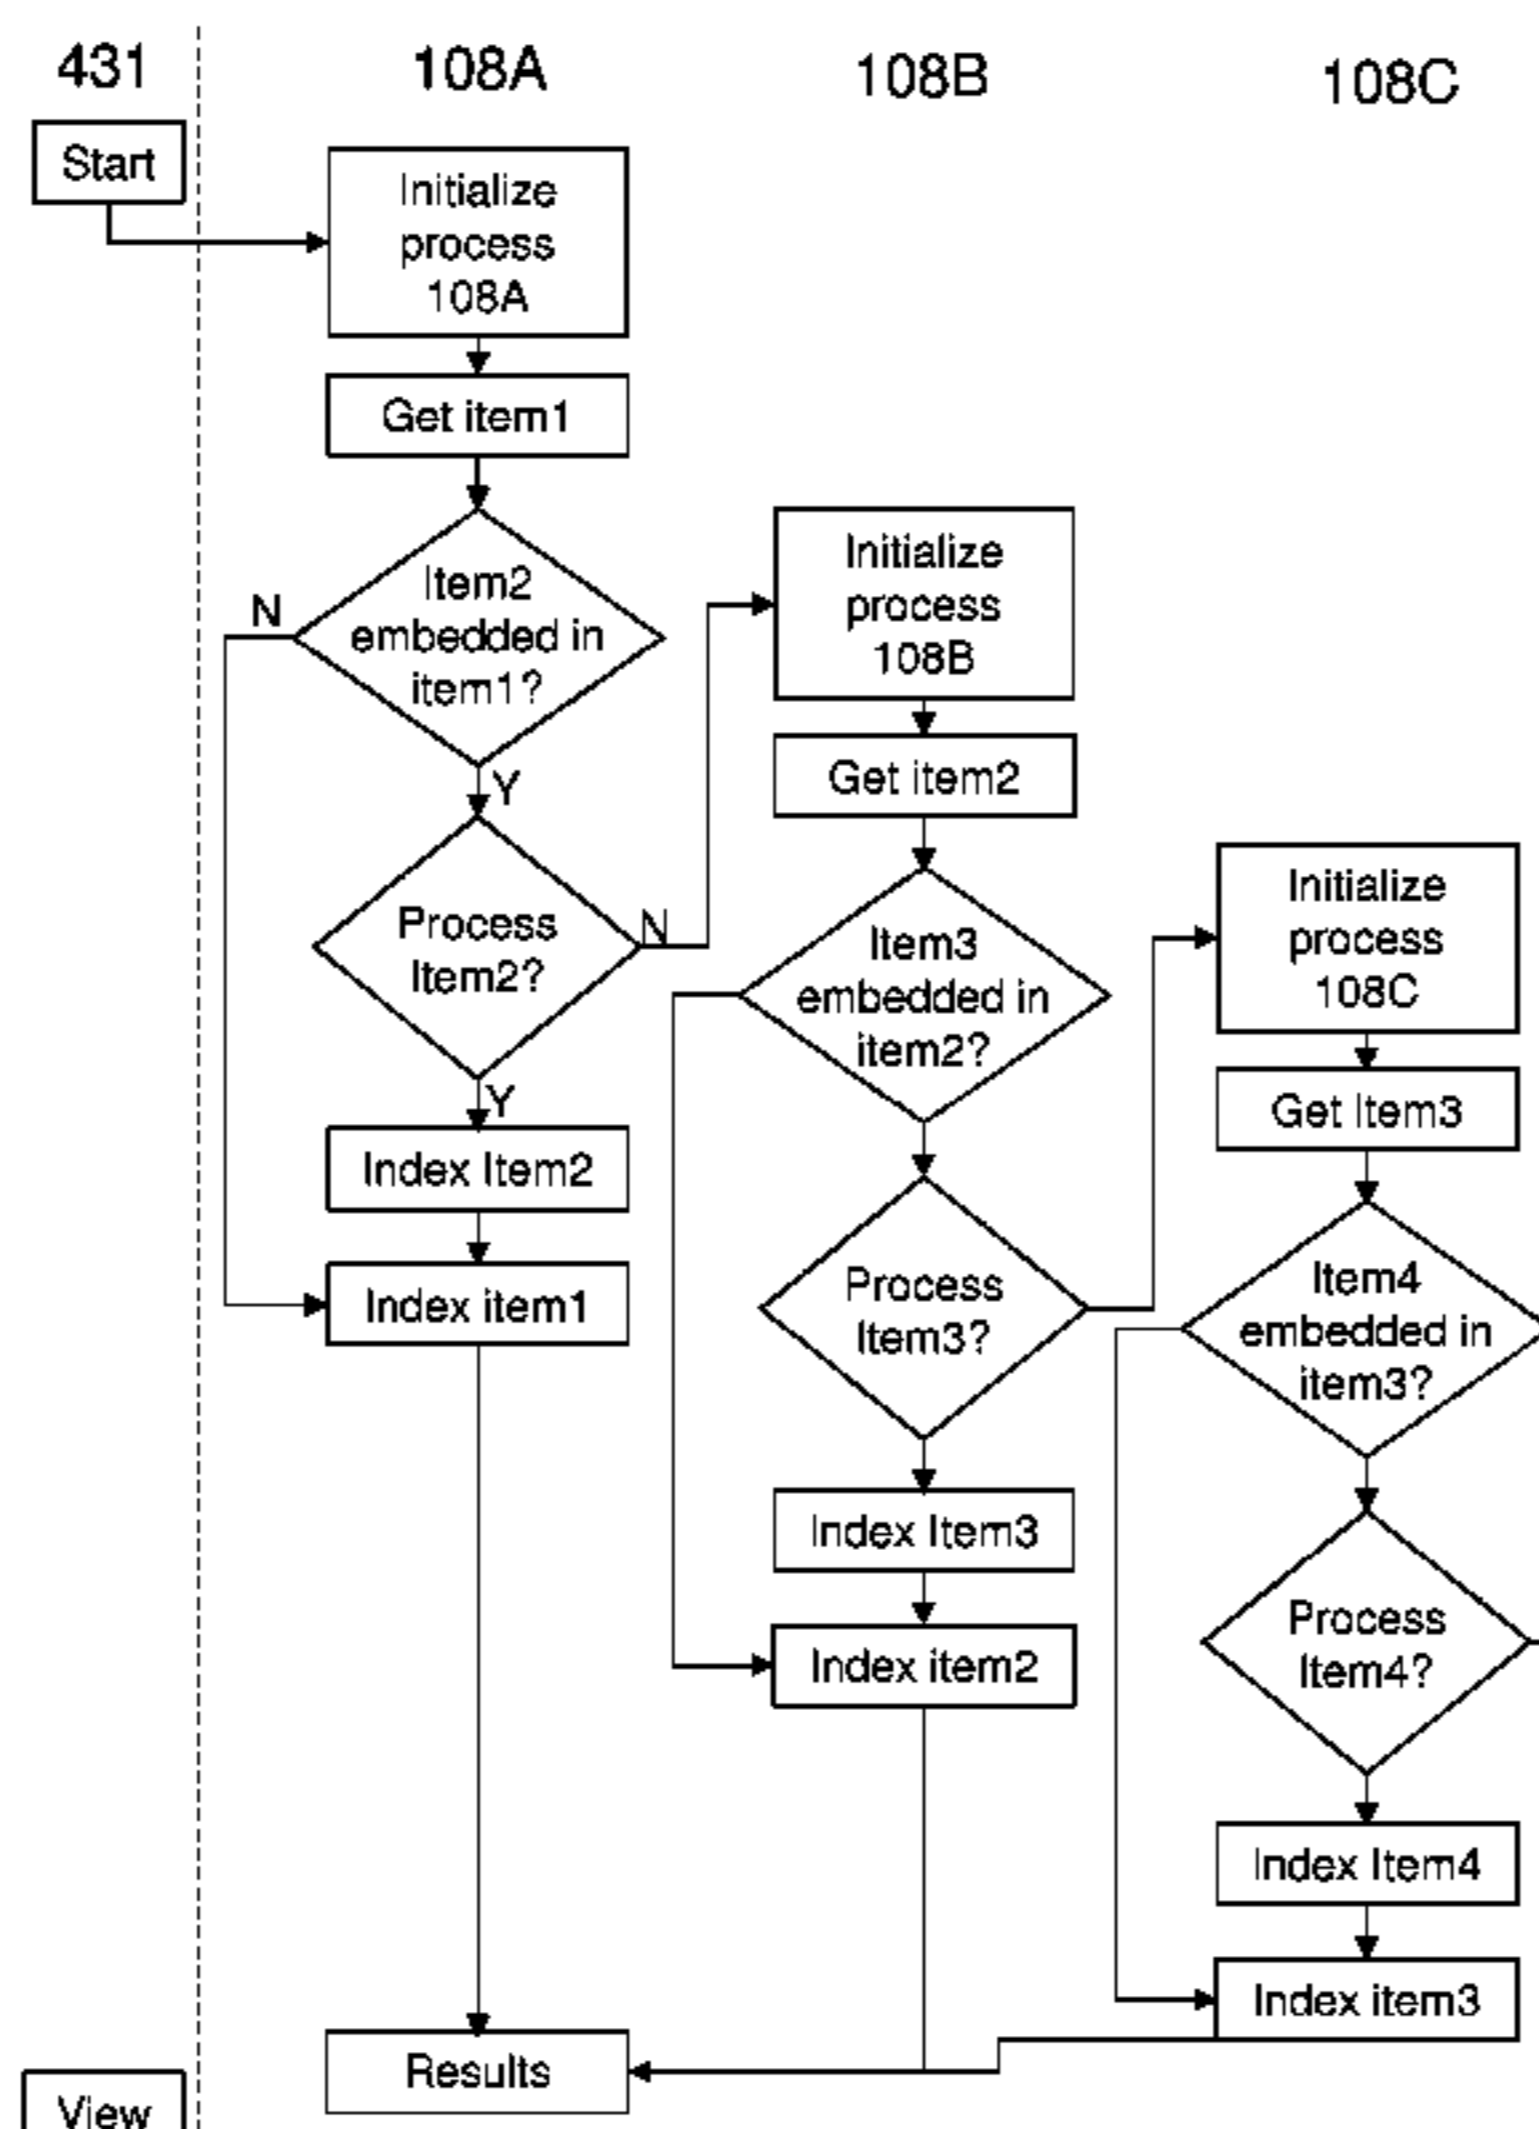 431
108A
108B
108C
Start
Initialize
process
108A
Get item1
Item2
embedded in
item1?
N
Y
Process
Item2?
N
Y
Index Item2
Index item1
Initialize
process
108B
Get item2
Item3
embedded in
item2?
Process
Item3?
Index Item3
Index item2
Initialize
process
108C
Get Item3
Item4
embedded in
item3?
Process
Item4?
Index Item4
Index item3
Results
View